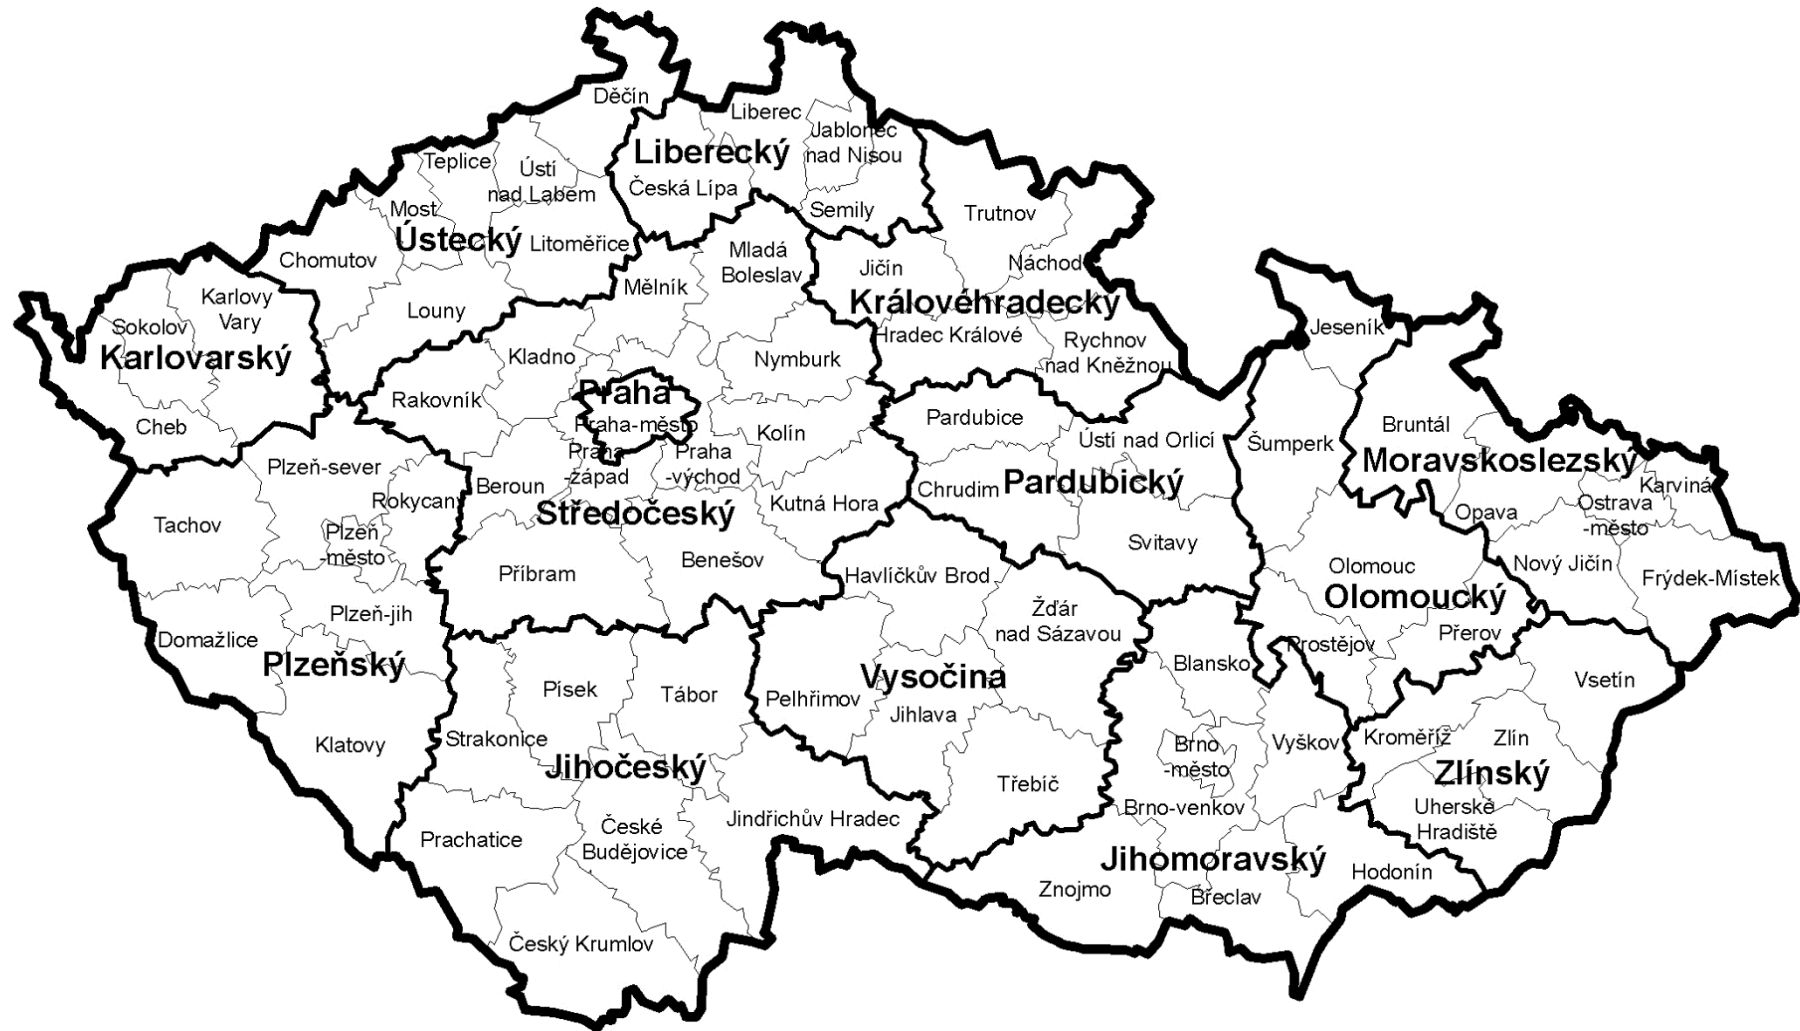 Děčín
Liberec
Jablonec
nad Nisou
Liberecký
Teplice
Ústí
nad Labem
Česká Lípa
Most
Semily
Trutnov
Ústecký
Litoměřice
Chomutov
Mladá
Boleslav
Jičín
Náchod
Mělník
Karlovy
Vary
Královéhradecký
Louny
Sokolov
Jeseník
Hradec Králové
Rychnov
nad Kněžnou
Karlovarský
Kladno
Nymburk
Praha
Rakovník
Pardubice
Cheb
Praha-město
Kolín
Bruntál
Ústí nad Orlicí
Šumperk
Praha
-západ
Praha
-východ
Plzeň-sever
Moravskoslezský
Beroun
Pardubický
Chrudim
Karviná
Rokycany
Kutná Hora
Ostrava
-město
Středočeský
Opava
Tachov
Plzeň
-město
Svitavy
Benešov
Nový Jičín
Olomouc
Příbram
Havlíčkův Brod
Frýdek-Místek
Olomoucký
Žďár
nad Sázavou
Plzeň-jih
Domažlice
Přerov
Prostějov
Plzeňský
Blansko
Vysočina
Vsetín
Písek
Tábor
Pelhřimov
Jihlava
Strakonice
Klatovy
Kroměříž
Zlín
Vyškov
Brno
-město
Jihočeský
Zlínský
Třebíč
Brno-venkov
Uherské
Hradiště
Jindřichův Hradec
České
Budějovice
Prachatice
Jihomoravský
Hodonín
Znojmo
Břeclav
Český Krumlov